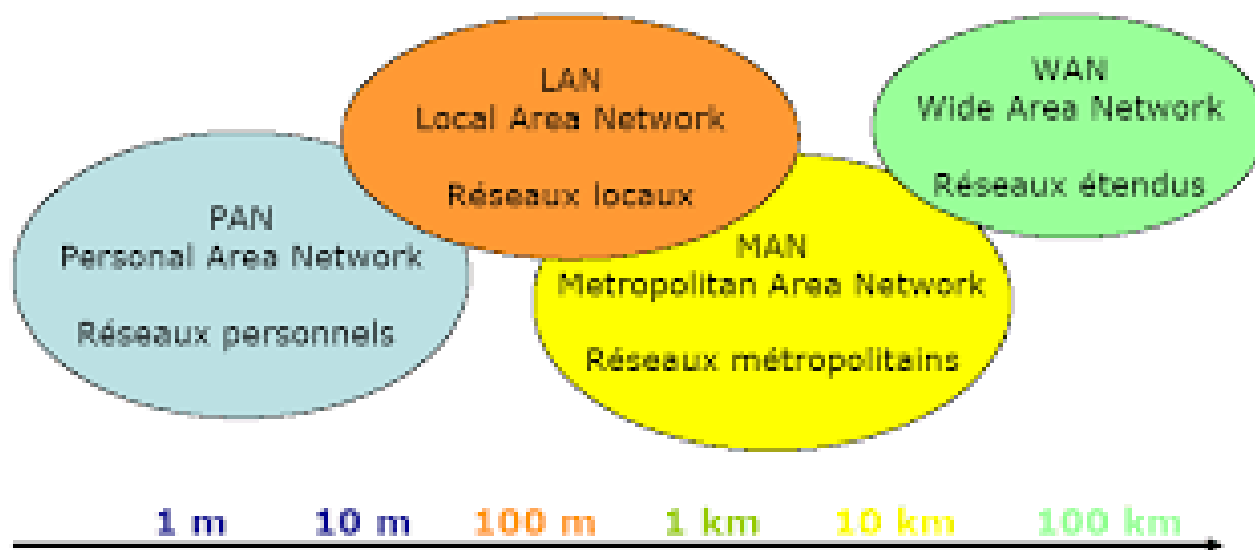 LAN
Local Area Network
Réseaux locaux
WAN
Wide Area Network
Réseaux étendus
PAN
Personal Area Network
Réseaux personnels
MAN
Metropolitan Area Network
Réseaux métropolitains
1 m 10 m 100 m 1 km 10 km 100 km